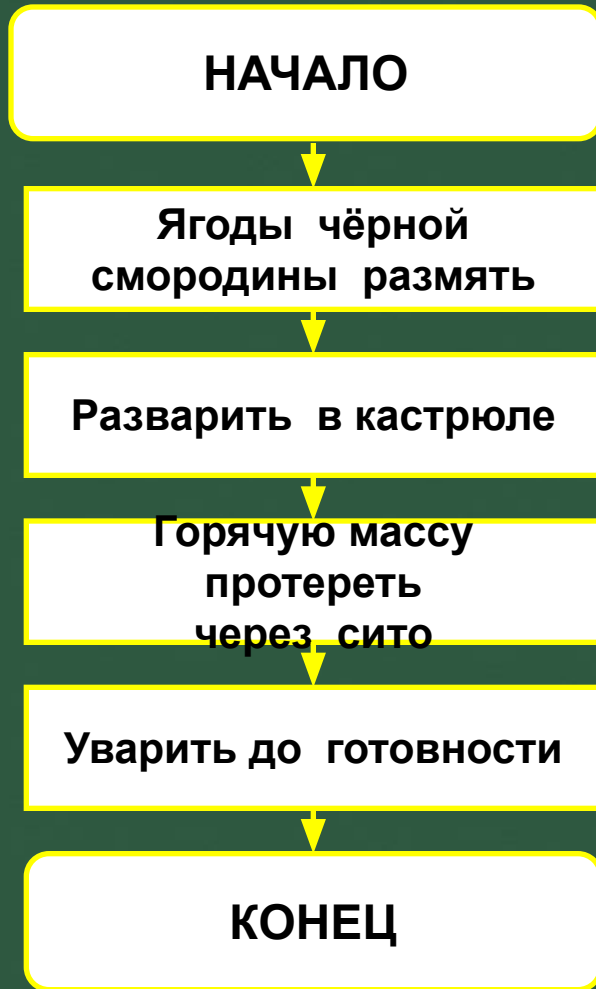 НАЧАЛО
Ягоды чёрной
смородины размять
Разварить в кастрюле
Горячую массу
протереть
через сито
Уварить до готовности
КОНЕЦ